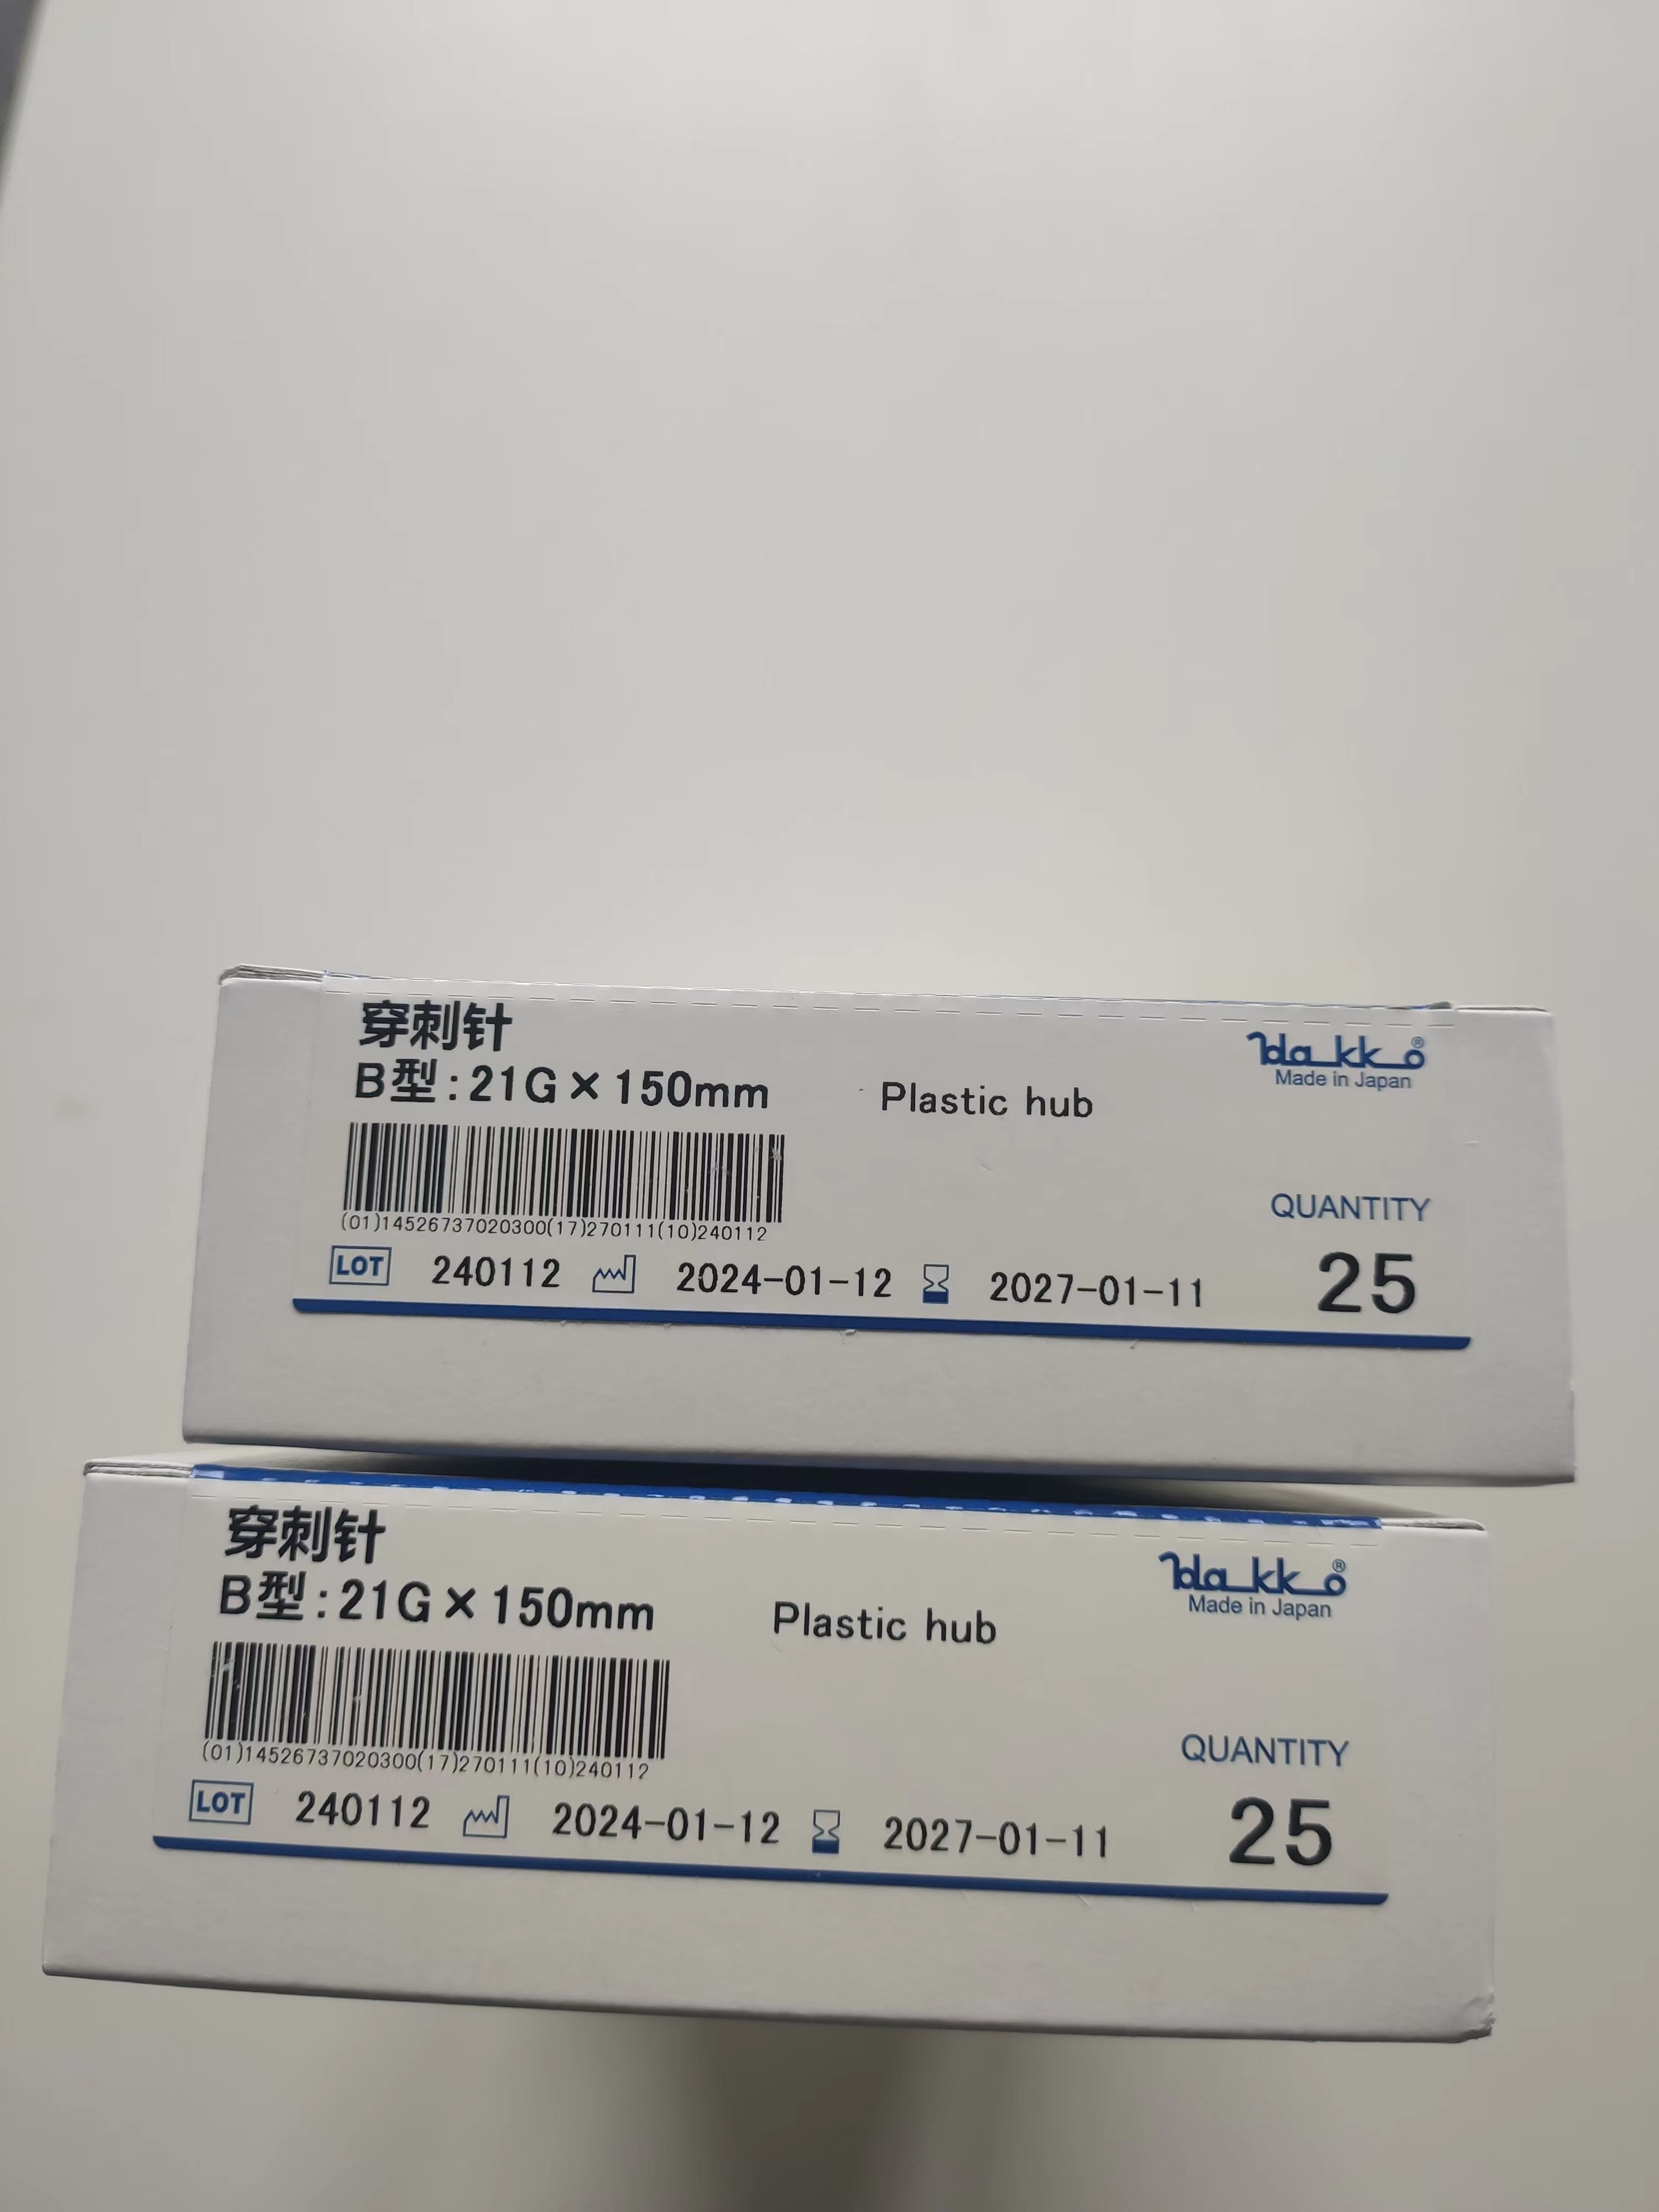 穿刺针
B型:21G×150mm Plastic hub
hakko®
Made in Japan
(01)14526737020300(17)270111(10)240112
QUANTITY
25
LOT 240112 2024-01-12 2027-01-11
穿刺针
B型:21G×150mm Plastic hub
hakko®
Made in Japan
(01)14526737020300(17)270111(10)240112
QUANTITY
25
LOT 240112 2024-01-12 2027-01-11